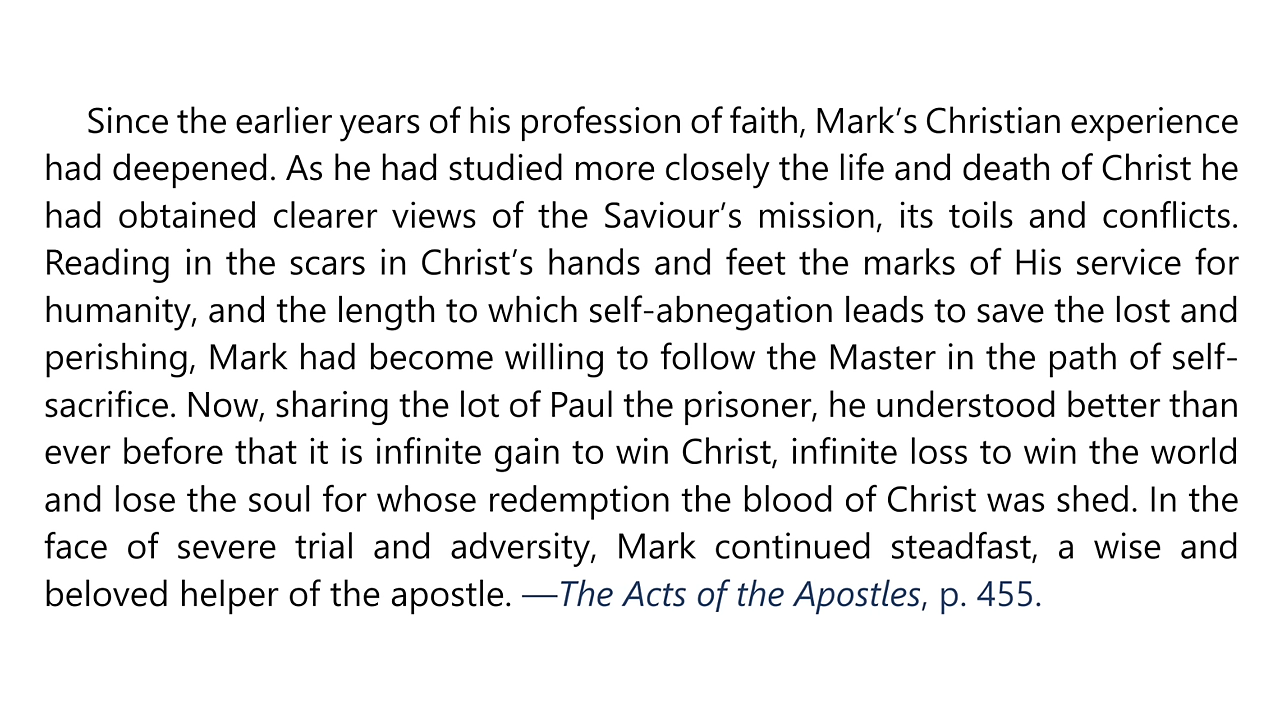 Since the earlier years of his profession of faith, Mark’s Christian experience
had deepened. As he had studied more closely the life and death of Christ he
had obtained clearer views of the Saviour’s mission, its toils and conflicts.
Reading in the scars in Christ’s hands and feet the marks of His service for
humanity, and the length to which self-abnegation leads to save the lost and
perishing, Mark had become willing to follow the Master in the path of self-
sacrifice. Now, sharing the lot of Paul the prisoner, he understood better than
ever before that it is infinite gain to win Christ, infinite loss to win the world
and lose the soul for whose redemption the blood of Christ was shed. In the
face of severe trial and adversity, Mark continued steadfast, a wise and
beloved helper of the apostle. —The Acts of the Apostles, p. 455.